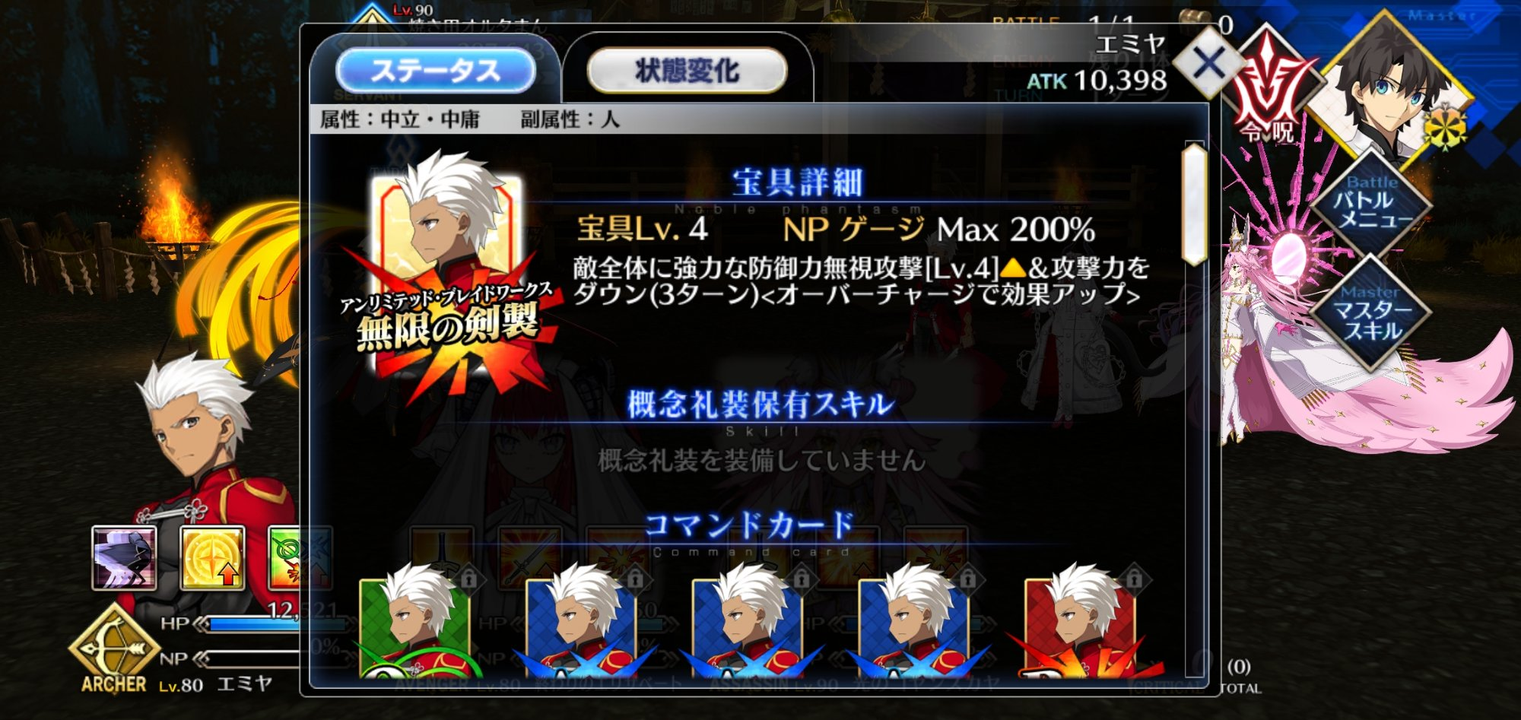 Lv.90
BATTLE 1/1
0
Master
ステータス
状態変化
エミヤ
ATK 10,398
属性：中立・中庸 副属性：人
令呪
宝具詳細
Noble phantasm
宝具Lv. 4 NP ゲージ Max 200%
敵全体に強力な防御力無視攻撃[Lv.4]&攻撃力を
ダウン(3ターン)<オーバーチャージで効果アップ>
アンリミテッド・ブレイドワークス
無限の剣製
Battle
バトル
メニュー
Master
マスター
スキル
概念礼装保有スキル
Skill
概念礼装を装備していません
コマンドカード
Command card
HP
NP
ARCHER Lv.80 エミヤ
(0)
TOTAL